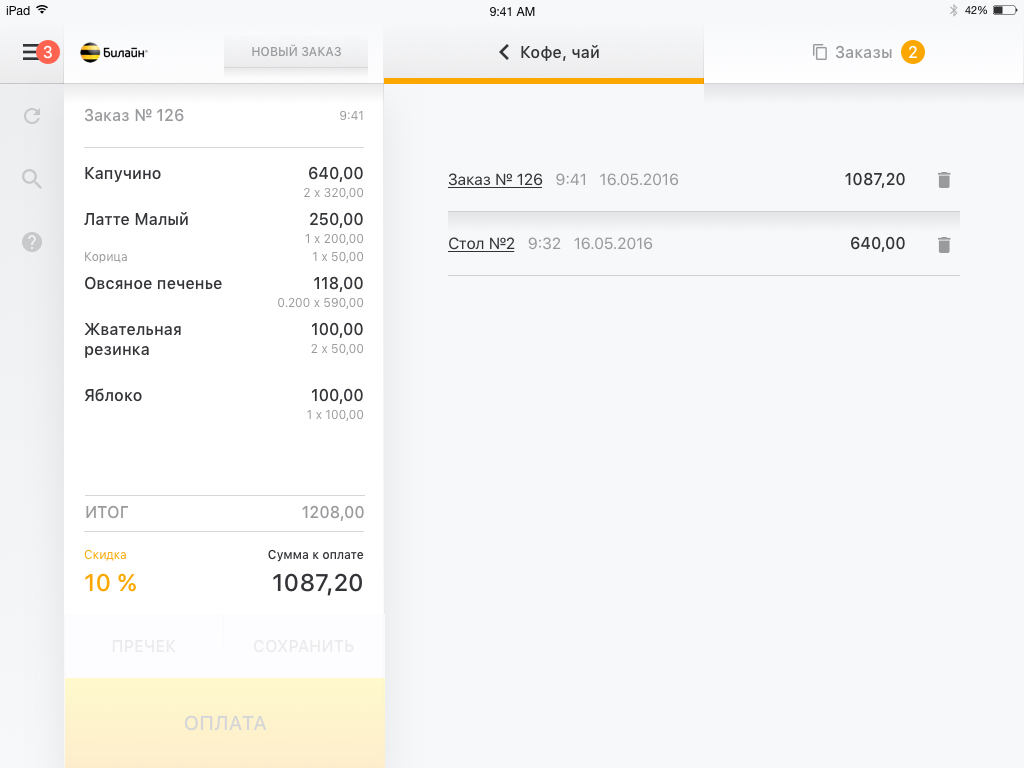 iPad 9:41 AM 42%
3 Билайн НОВЫЙ ЗАКАЗ Кофе, чай Заказы 2
Заказ № 126 9:41
Капучино 640,00
2 x 320,00
Латте Малый 250,00
1 x 200,00
Корица 1 x 50,00
Овсяное печенье 118,00
0.200 x 590,00
Жвательная 100,00
резинка 2 x 50,00
Яблоко 100,00
1 x 100,00
ИТОГ 1208,00
Скидка Сумма к оплате
10 % 1087,20
ПРЕЧЕК СОХРАНИТЬ
ОПЛАТА
Заказ № 126 9:41 16.05.2016 1087,20
Стол №2 9:32 16.05.2016 640,00